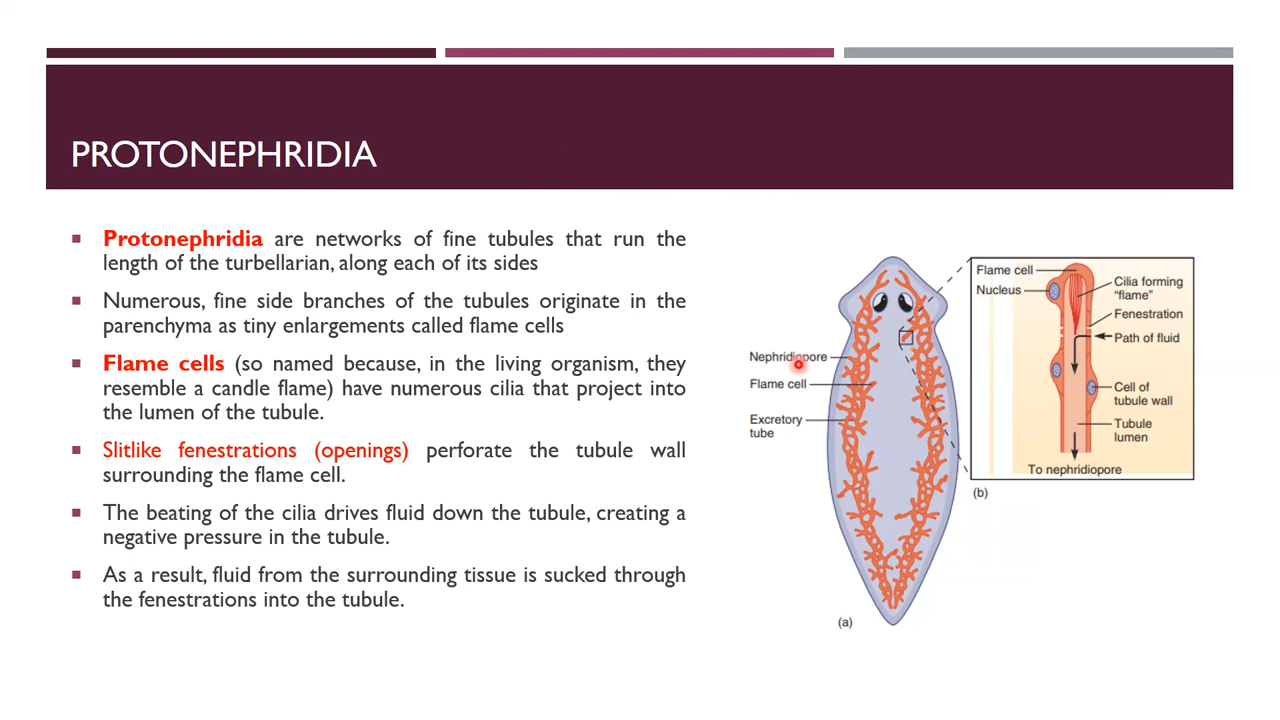 PROTONEPHRIDIA
Protonephridia are networks of fine tubules that run the
length of the turbellarian, along each of its sides
Numerous, fine side branches of the tubules originate in the
parenchyma as tiny enlargements called flame cells
Flame cells (so named because, in the living organism, they
resemble a candle flame) have numerous cilia that project into
the lumen of the tubule.
Slitlike fenestrations (openings) perforate the tubule wall
surrounding the flame cell.
The beating of the cilia drives fluid down the tubule, creating a
negative pressure in the tubule.
As a result, fluid from the surrounding tissue is sucked through
the fenestrations into the tubule.
Nephridiopore
Flame cell
Excretory
tube
(a)
Flame cell
Nucleus
Cilia forming
"flame"
Fenestration
Path of fluid
Cell of
tubule wall
Tubule
lumen
To nephridiopore
(b)